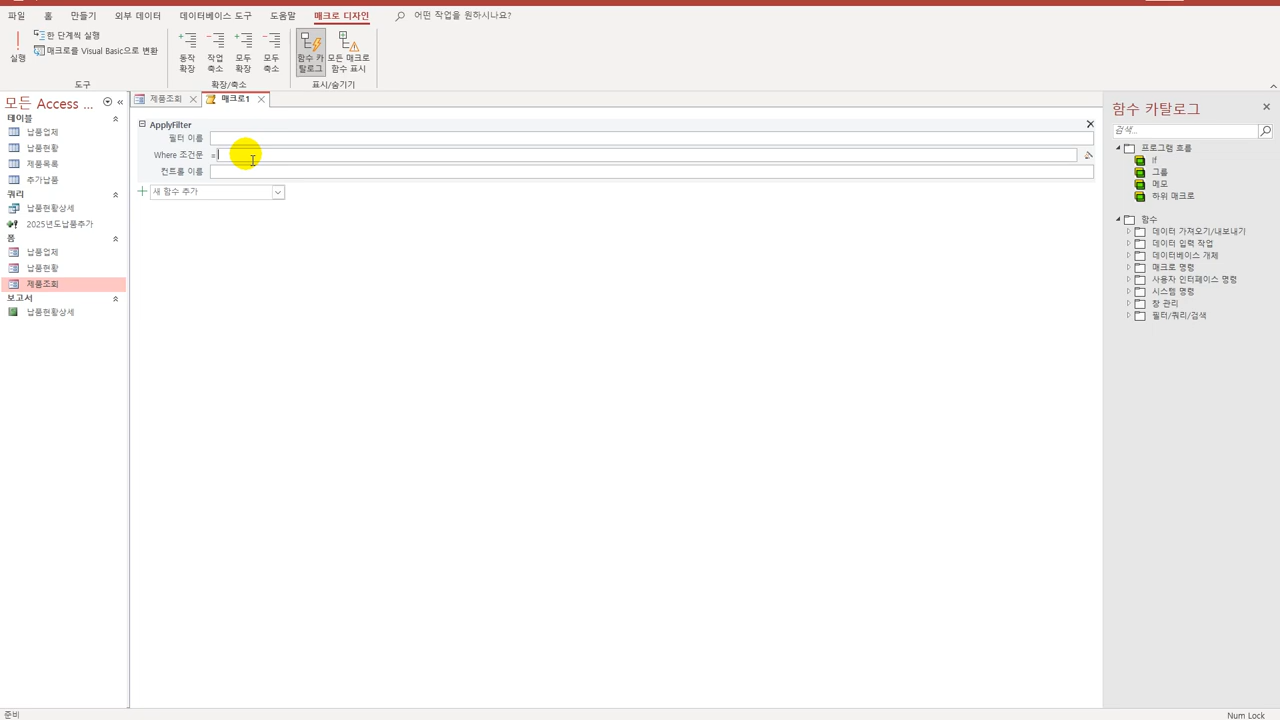 파일 홈 만들기 외부 데이터 데이터베이스 도구 도움말 매크로 디자인 어떤 작업을 원하시나요?
실행
한 단계씩 실행
매크로를 Visual Basic으로 변환
도구
동작 확장
작업 축소
모두 확장
모두 축소
확장/축소
함수 카탈로그
모든 매크로 함수 표시
표시/숨기기
모든 Access ...
테이블
납품업체
납품현황
제품목록
추가납품
쿼리
납품현황상세
2025년도납품추가
폼
납품업체
납품현황
제품조회
보고서
납품현황상세
제품조회 매크로1
ApplyFilter
필터 이름
Where 조건문 =
컨트롤 이름
새 함수 추가
함수 카탈로그
검색...
프로그램 흐름
If
그룹
메모
하위 매크로
함수
데이터 가져오기/내보내기
데이터 입력 작업
데이터베이스 개체
매크로 명령
사용자 인터페이스 명령
시스템 명령
창 관리
필터/쿼리/검색
준비
Num Lock